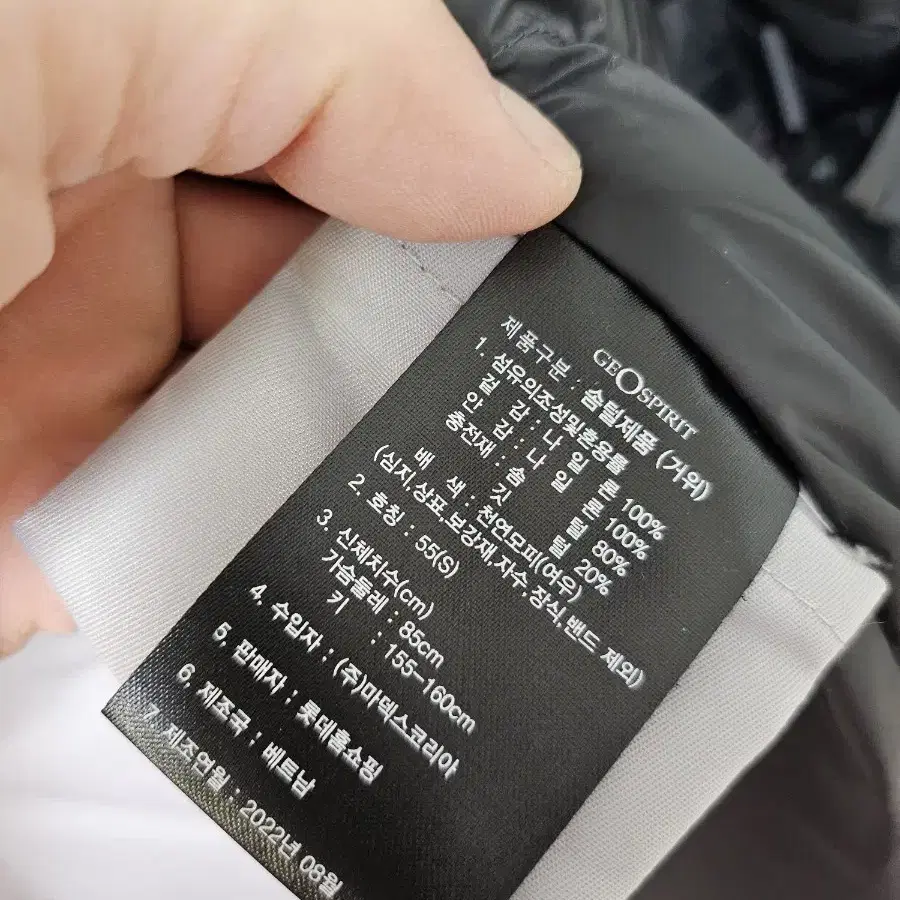 GEOSPIRIT
제품구분 : 솜털제품 (거위)
1. 섬유의조성및혼용률
겉 감 : 나 일 론 100%
안 감 : 나 일 론 100%
충전재 : 솜 털 80%
깃 털 20%
배 색 : 천연모피(여우)
(심지,상표,보강재,자수,장식,밴드 제외)
2. 호칭 : 55(S)
3. 신체치수(cm)
가슴둘레 : 85cm
키 : 155-160cm
4. 수입자 : (주)마덱스코리아
5. 판매자 : 롯데홈쇼핑
6. 제조국 : 베트남
7. 제조연월 : 2022년 08월